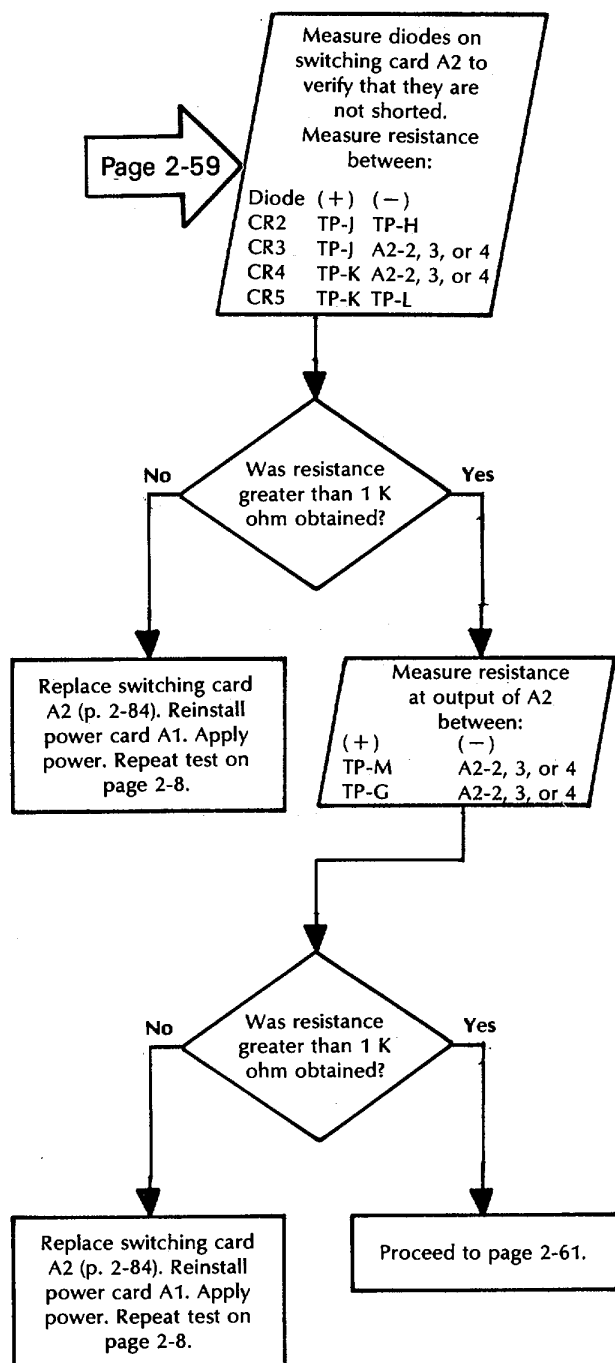 Page 2-59
Measure diodes on
switching card A2 to
verify that they are
not shorted.
Measure resistance
between:
Diode (+) (−)
CR2 TP-J TP-H
CR3 TP-J A2-2, 3, or 4
CR4 TP-K A2-2, 3, or 4
CR5 TP-K TP-L
No
Was resistance
greater than 1 K
ohm obtained?
Yes
Replace switching card
A2 (p. 2-84). Reinstall
power card A1. Apply
power. Repeat test on
page 2-8.
Measure resistance
at output of A2
between:
(+) (−)
TP-M A2-2, 3, or 4
TP-G A2-2, 3, or 4
No
Was resistance
greater than 1 K
ohm obtained?
Yes
Replace switching card
A2 (p. 2-84). Reinstall
power card A1. Apply
power. Repeat test on
page 2-8.
Proceed to page 2-61.